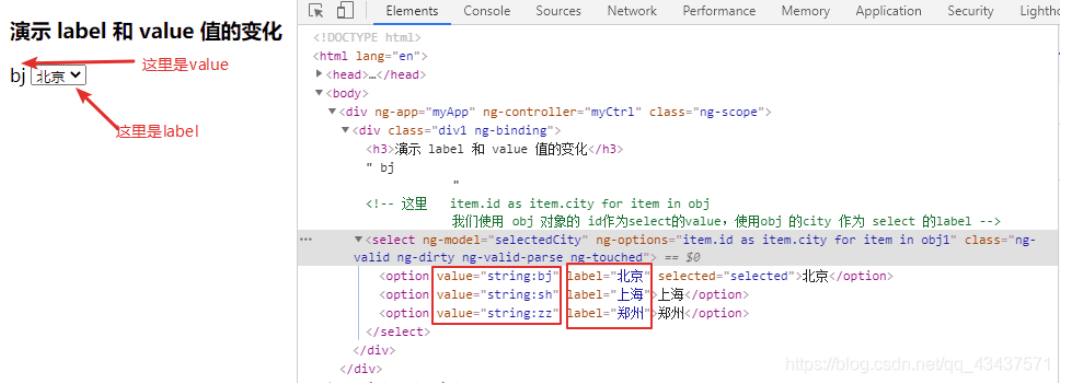 演示 label 和 value 值的变化
这里是value
bj 北京
这里是label
Elements Console Sources Network Performance Memory Application Security Lightho
<!DOCTYPE html>
<html lang="en">
<head>…</head>
<body>
<div ng-app="myApp" ng-controller="myCtrl" class="ng-scope">
<div class="div1 ng-binding">
<h3>演示 label 和 value 值的变化</h3>
" bj
"
<!-- 这里 item.id as item.city for item in obj
我们使用 obj 对象的 id作为select的value，使用obj 的city 作为 select 的label -->
<select ng-model="selectedCity" ng-options="item.id as item.city for item in obj1" class="ng-
valid ng-dirty ng-valid-parse ng-touched"> == $0
<option value="string:bj" label="北京" selected="selected">北京</option>
<option value="string:sh" label="上海">上海</option>
<option value="string:zz" label="郑州">郑州</option>
</select>
</div>
</div>
https://blog.csdn.net/qq_43437571